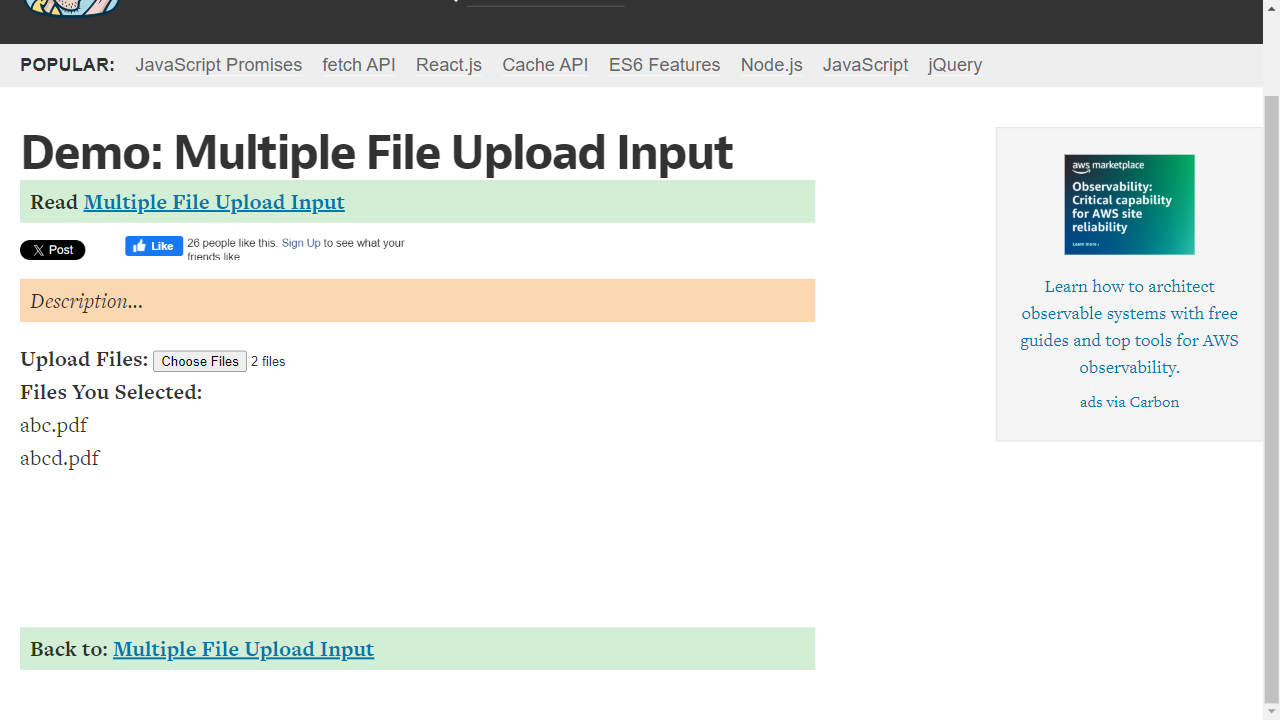 POPULAR: JavaScript Promises fetch API React.js Cache API ES6 Features Node.js JavaScript jQuery
Demo: Multiple File Upload Input
Read Multiple File Upload Input
X Post
Like
26 people like this. Sign Up to see what your
friends like
Description...
Upload Files: Choose Files 2 files
Files You Selected:
abc.pdf
abcd.pdf
Back to: Multiple File Upload Input
aws marketplace
Observability:
Critical capability
for AWS site
reliability
Learn more ›
Learn how to architect
observable systems with free
guides and top tools for AWS
observability.
ads via Carbon